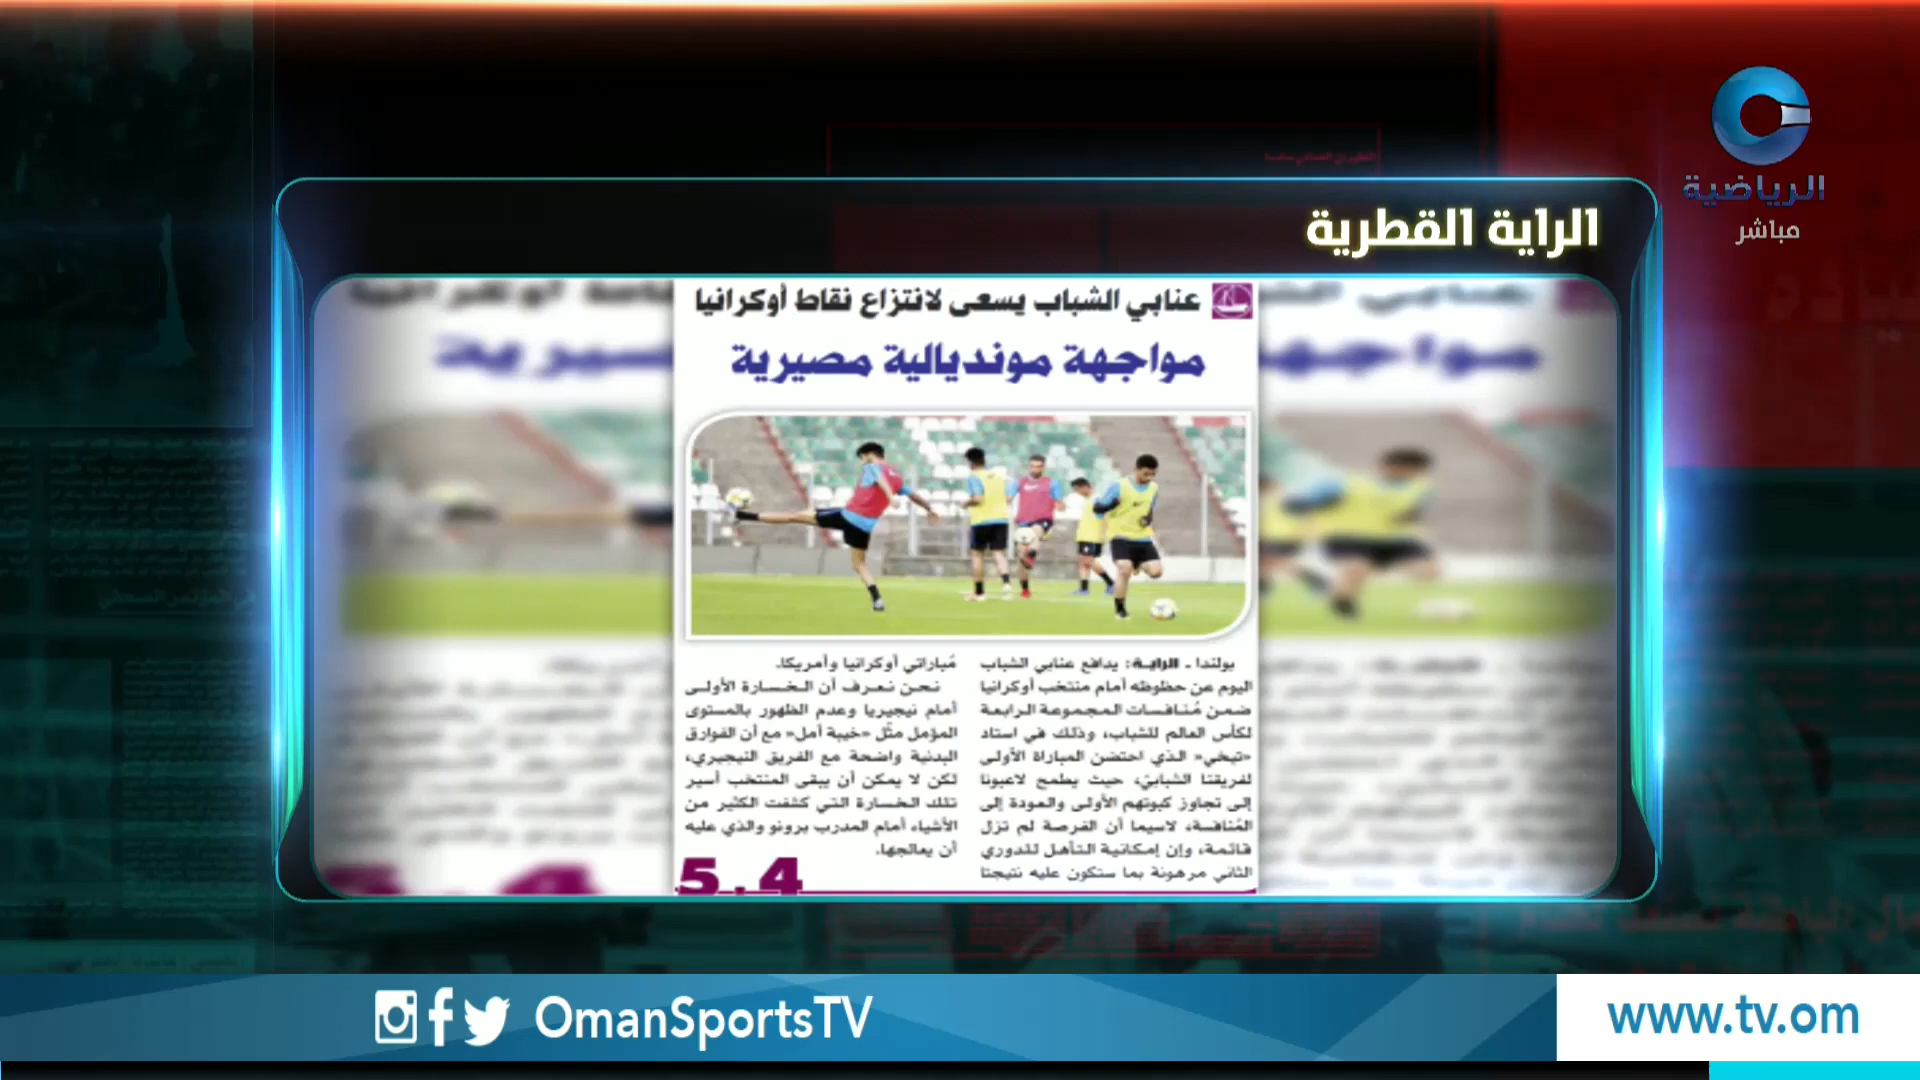 الرياضية
مباشر
الراية القطرية
عنابي الشباب يسعى لانتزاع نقاط أوكرانيا
مواجهة مونديالية مصيرية
بولندا - الراية: يدافع عنابي الشباب
اليوم عن حظوظه أمام منتخب أوكرانيا
ضمن مُنافسات المجموعة الرابعة
لكأس العالم للشباب، وذلك في استاد
«تيخي» الذي احتضن المباراة الأولى
لفريقنا الشبابيّ، حيث يطمح لاعبونا
إلى تجاوز كبوتهم الأولى والعودة إلى
المُنافسة، لاسيما أن الفرصة لم تزل
قائمة، وإن إمكانية التأهل للدوري
الثاني مرهونة بما ستكون عليه نتيجتا
مُباراتي أوكرانيا وأمريكا.
نحن نعرف أن الخسارة الأولى
أمام نيجيريا وعدم الظهور بالمستوى
المؤمل مثّل «خيبة أمل» مع أن الفوارق
البدنية واضحة مع الفريق النيجيري،
لكن لا يمكن أن يبقى المنتخب أسير
تلك الخسارة التي كشفت الكثير من
الأشياء أمام المدرب برونو والذي عليه
أن يعالجها.
5 . 4
OmanSportsTV
www.tv.om